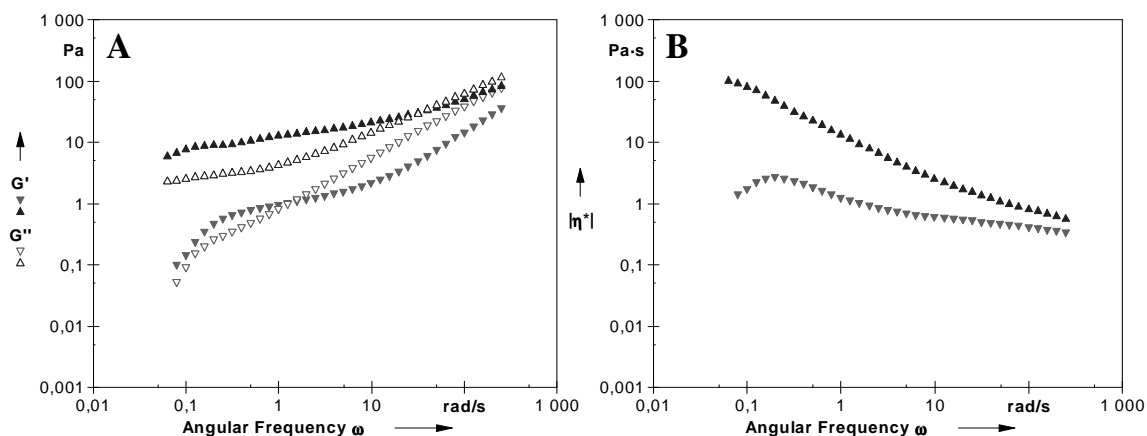 A
1 000
Pa
100
10
1
0,1
0,01
0,001
G'
G''
0,01 0,1 1 10 rad/s 1 000
Angular Frequency ω
B
1 000
Pa·s
100
10
1
0,1
0,01
0,001
|η*|
0,01 0,1 1 10 rad/s 1 000
Angular Frequency ω